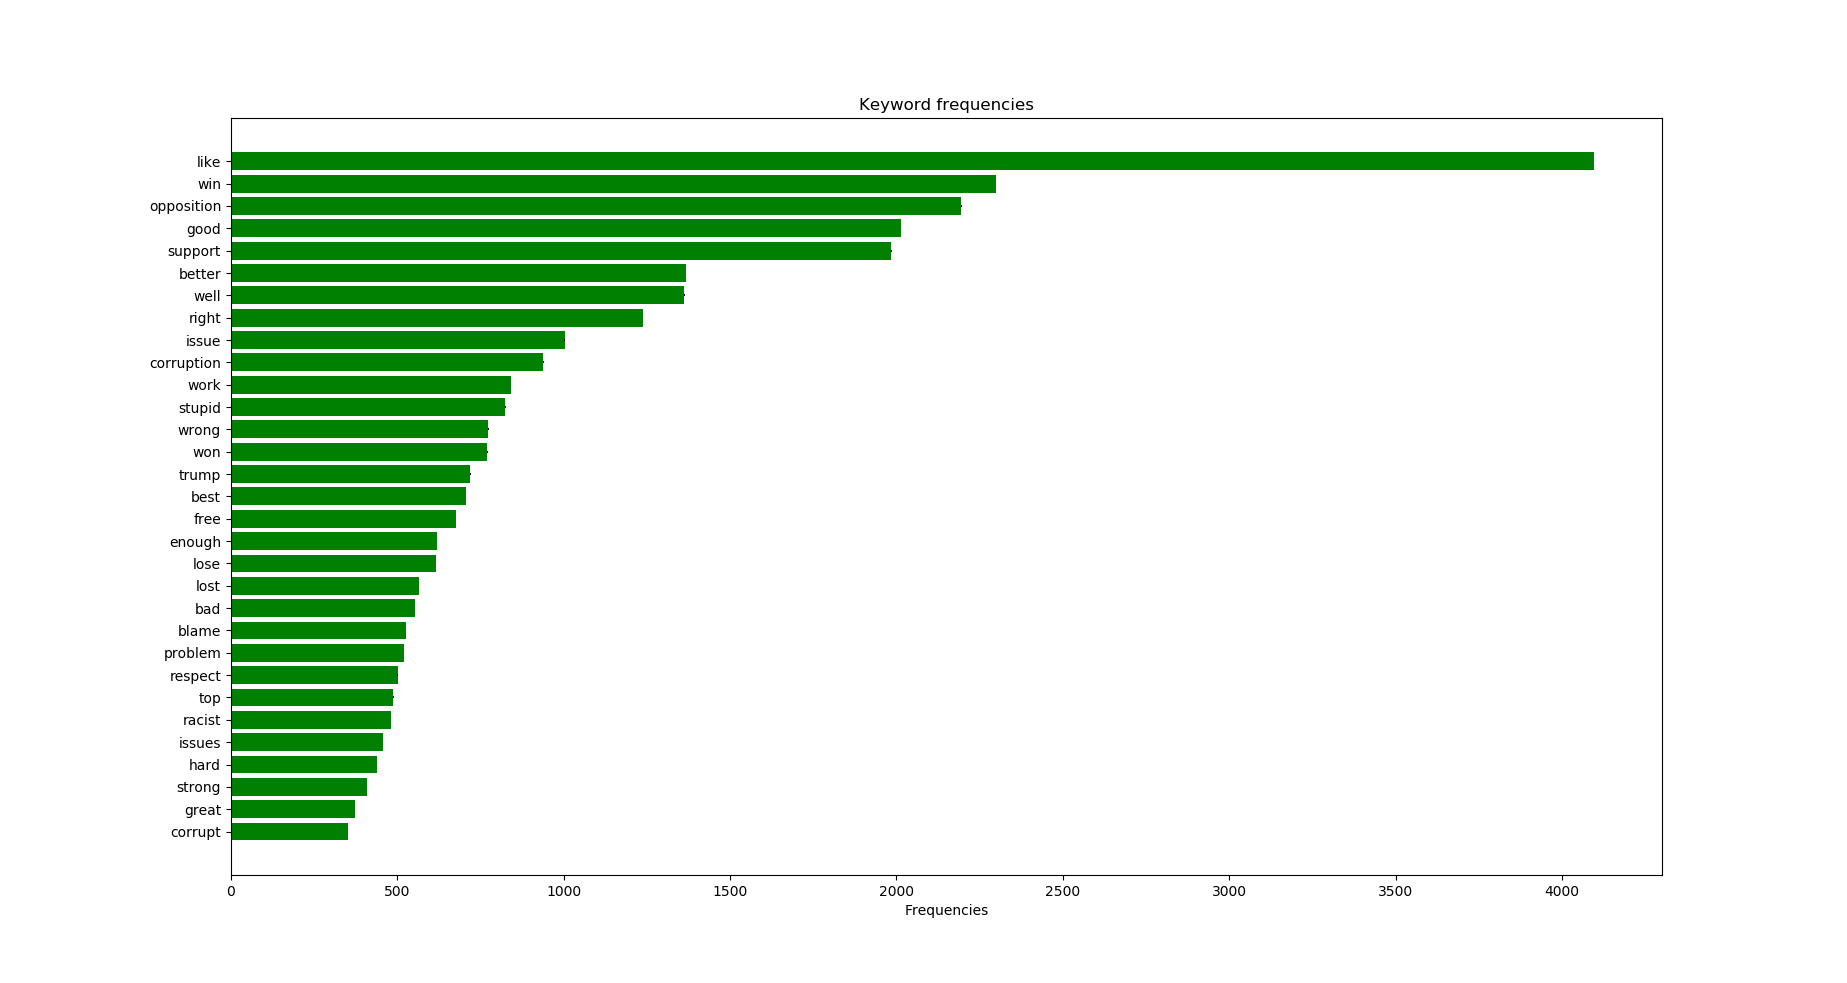 Keyword frequencies
like
win
opposition
good
support
better
well
right
issue
corruption
work
stupid
wrong
won
trump
best
free
enough
lose
lost
bad
blame
problem
respect
top
racist
issues
hard
strong
great
corrupt
0 500 1000 1500 2000 2500 3000 3500 4000
Frequencies